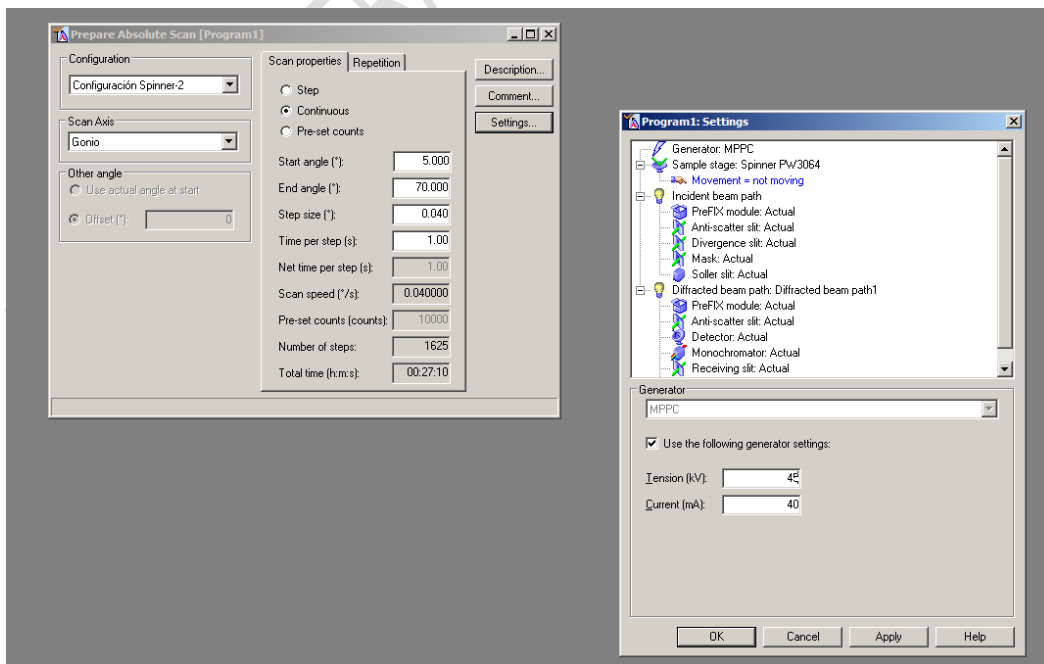 Prepare Absolute Scan [Program1]
Configuration
Configuración Spinner-2
Scan Axis
Gonio
Other angle
Use actual angle at start
Offset (°): 0
Scan properties Repetition
Step
Continuous
Pre-set counts
Start angle (°): 5.000
End angle (°): 70.000
Step size (°): 0.040
Time per step (s): 1.00
Net time per step (s): 1.00
Scan speed (°/s): 0.040000
Pre-set counts (counts): 10000
Number of steps: 1625
Total time (h:m:s): 00:27:10
Description...
Comment...
Settings...
Program1: Settings
Generator: MPPC
Sample stage: Spinner PW3064
Movement = not moving
Incident beam path
PreFIX module: Actual
Anti-scatter slit: Actual
Divergence slit: Actual
Mask: Actual
Soller slit: Actual
Diffracted beam path: Diffracted beam path1
PreFIX module: Actual
Anti-scatter slit: Actual
Detector: Actual
Monochromator: Actual
Receiving slit: Actual
Generator
MPPC
Use the following generator settings:
Tension (kV): 45
Current (mA): 40
OK Cancel Apply Help